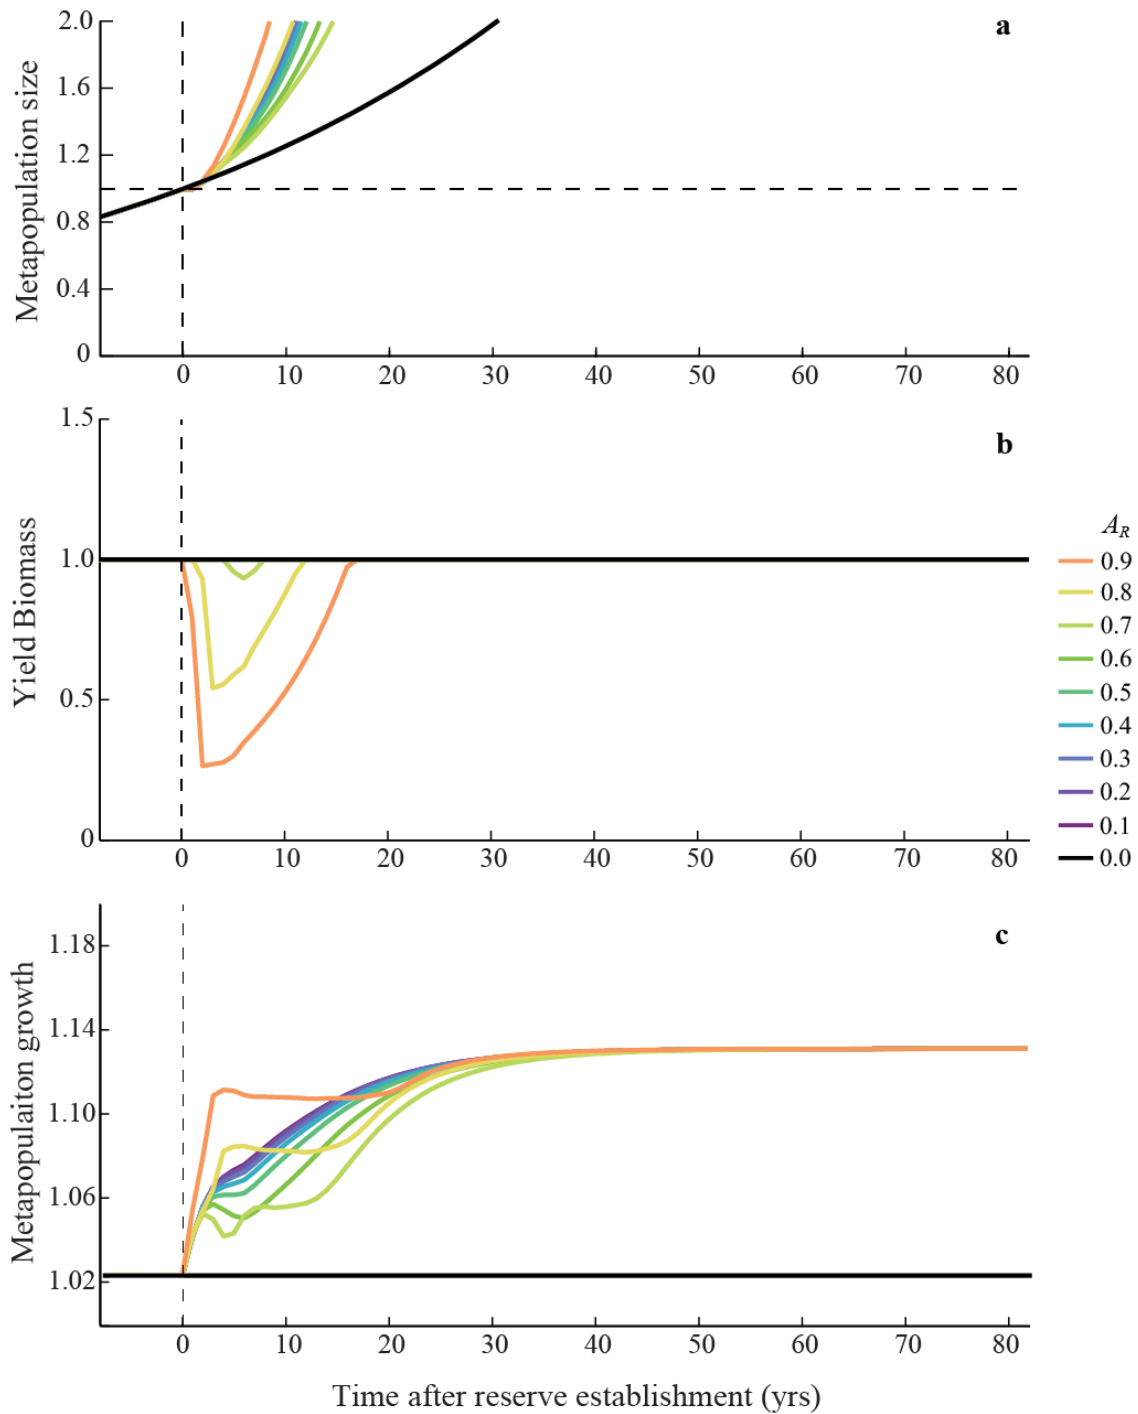 a
Metapopulation size
2.0
1.6
1.2
0.8
0.4
0
0 10 20 30 40 50 60 70 80
b
Yield Biomass
1.5
1.0
0.5
0
0 10 20 30 40 50 60 70 80
A_R
0.9
0.8
0.7
0.6
0.5
0.4
0.3
0.2
0.1
0.0
c
Metapopulaiton growth
1.18
1.14
1.10
1.06
1.02
0 10 20 30 40 50 60 70 80
Time after reserve establishment (yrs)